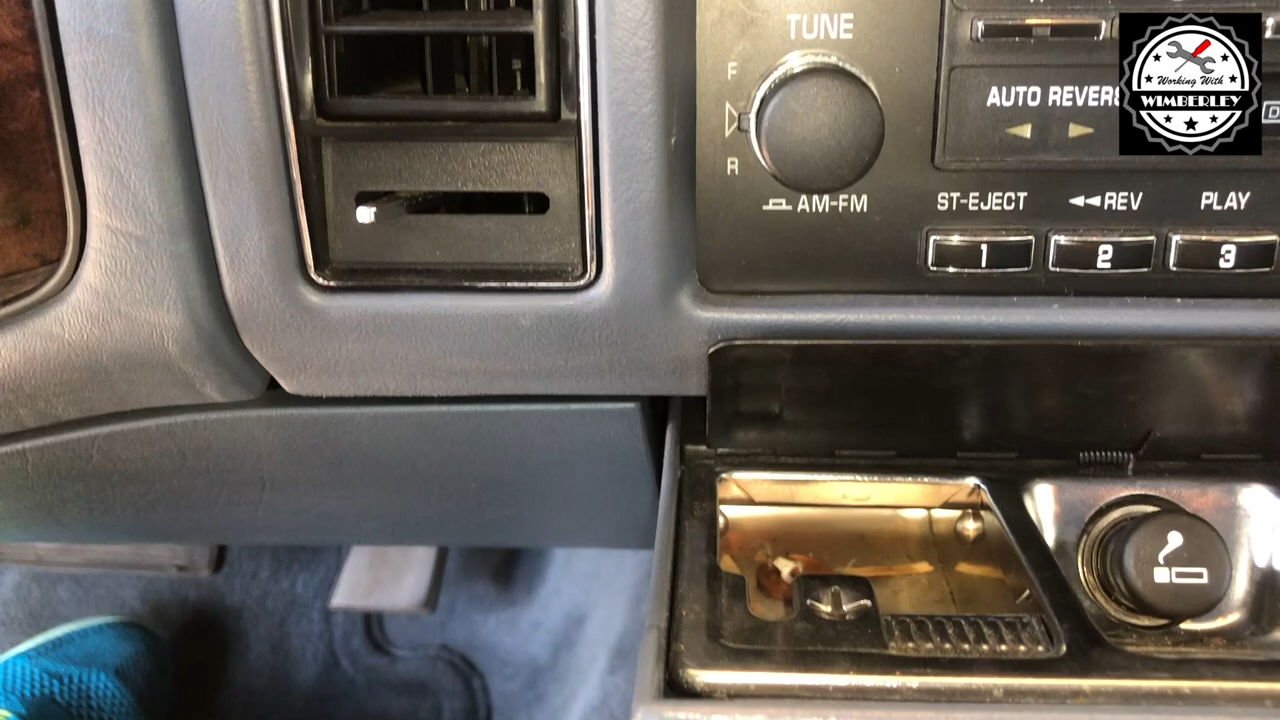 TUNE
F
R
AM-FM
AUTO REVERS
ST-EJECT
◄◄REV
PLAY
1
2
3
Working With
WIMBERLEY